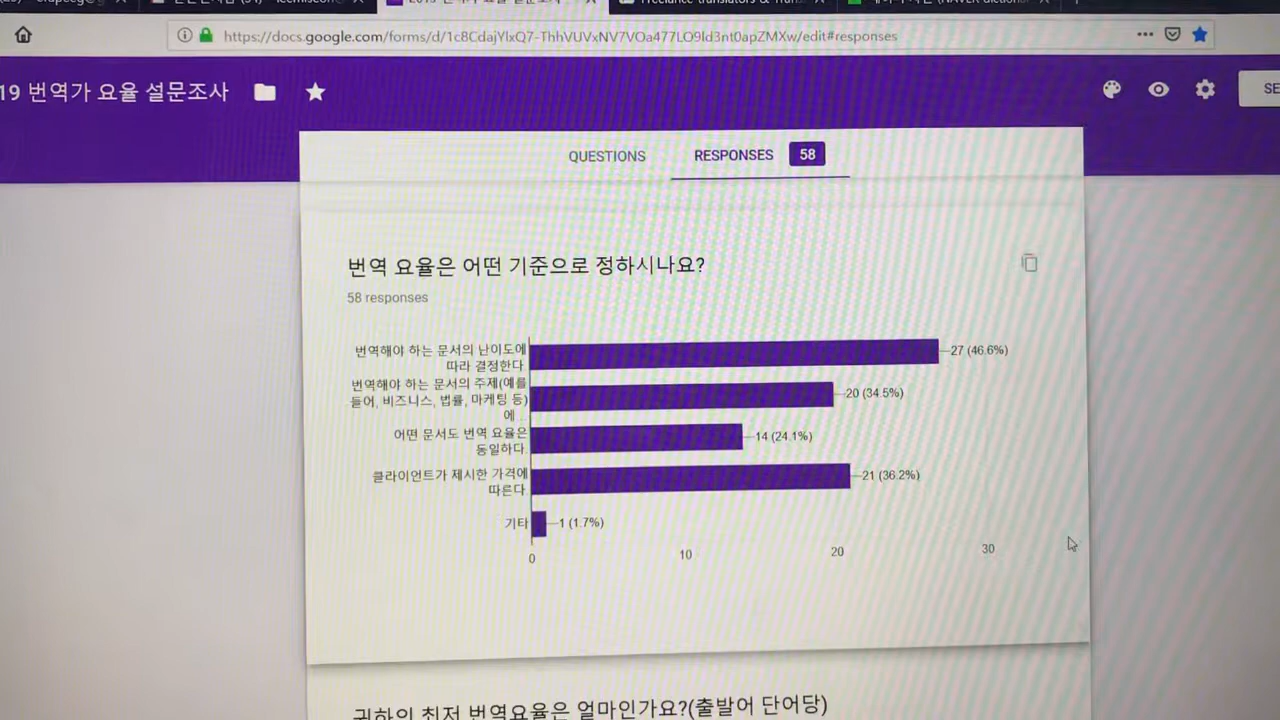 https://docs.google.com/forms/d/1c8CdajYlxQ7-ThhVUVxNV7VOa477LO9ld3nt0apZMXw/edit#responses
19 번역가 요율 설문조사
SE
QUESTIONS
RESPONSES 58
번역 요율은 어떤 기준으로 정하시나요?
58 responses
번역해야 하는 문서의 난이도에
따라 결정한다.
27 (46.6%)
번역해야 하는 문서의 주제(예를
들어, 비즈니스, 법률, 마케팅 등)
에 ..
20 (34.5%)
어떤 문서도 번역 요율은
동일하다.
14 (24.1%)
클라이언트가 제시한 가격에
따른다.
21 (36.2%)
기타
1 (1.7%)
0 10 20 30
귀하의 최저 번역요율은 얼마인가요?(출발어 단어당)